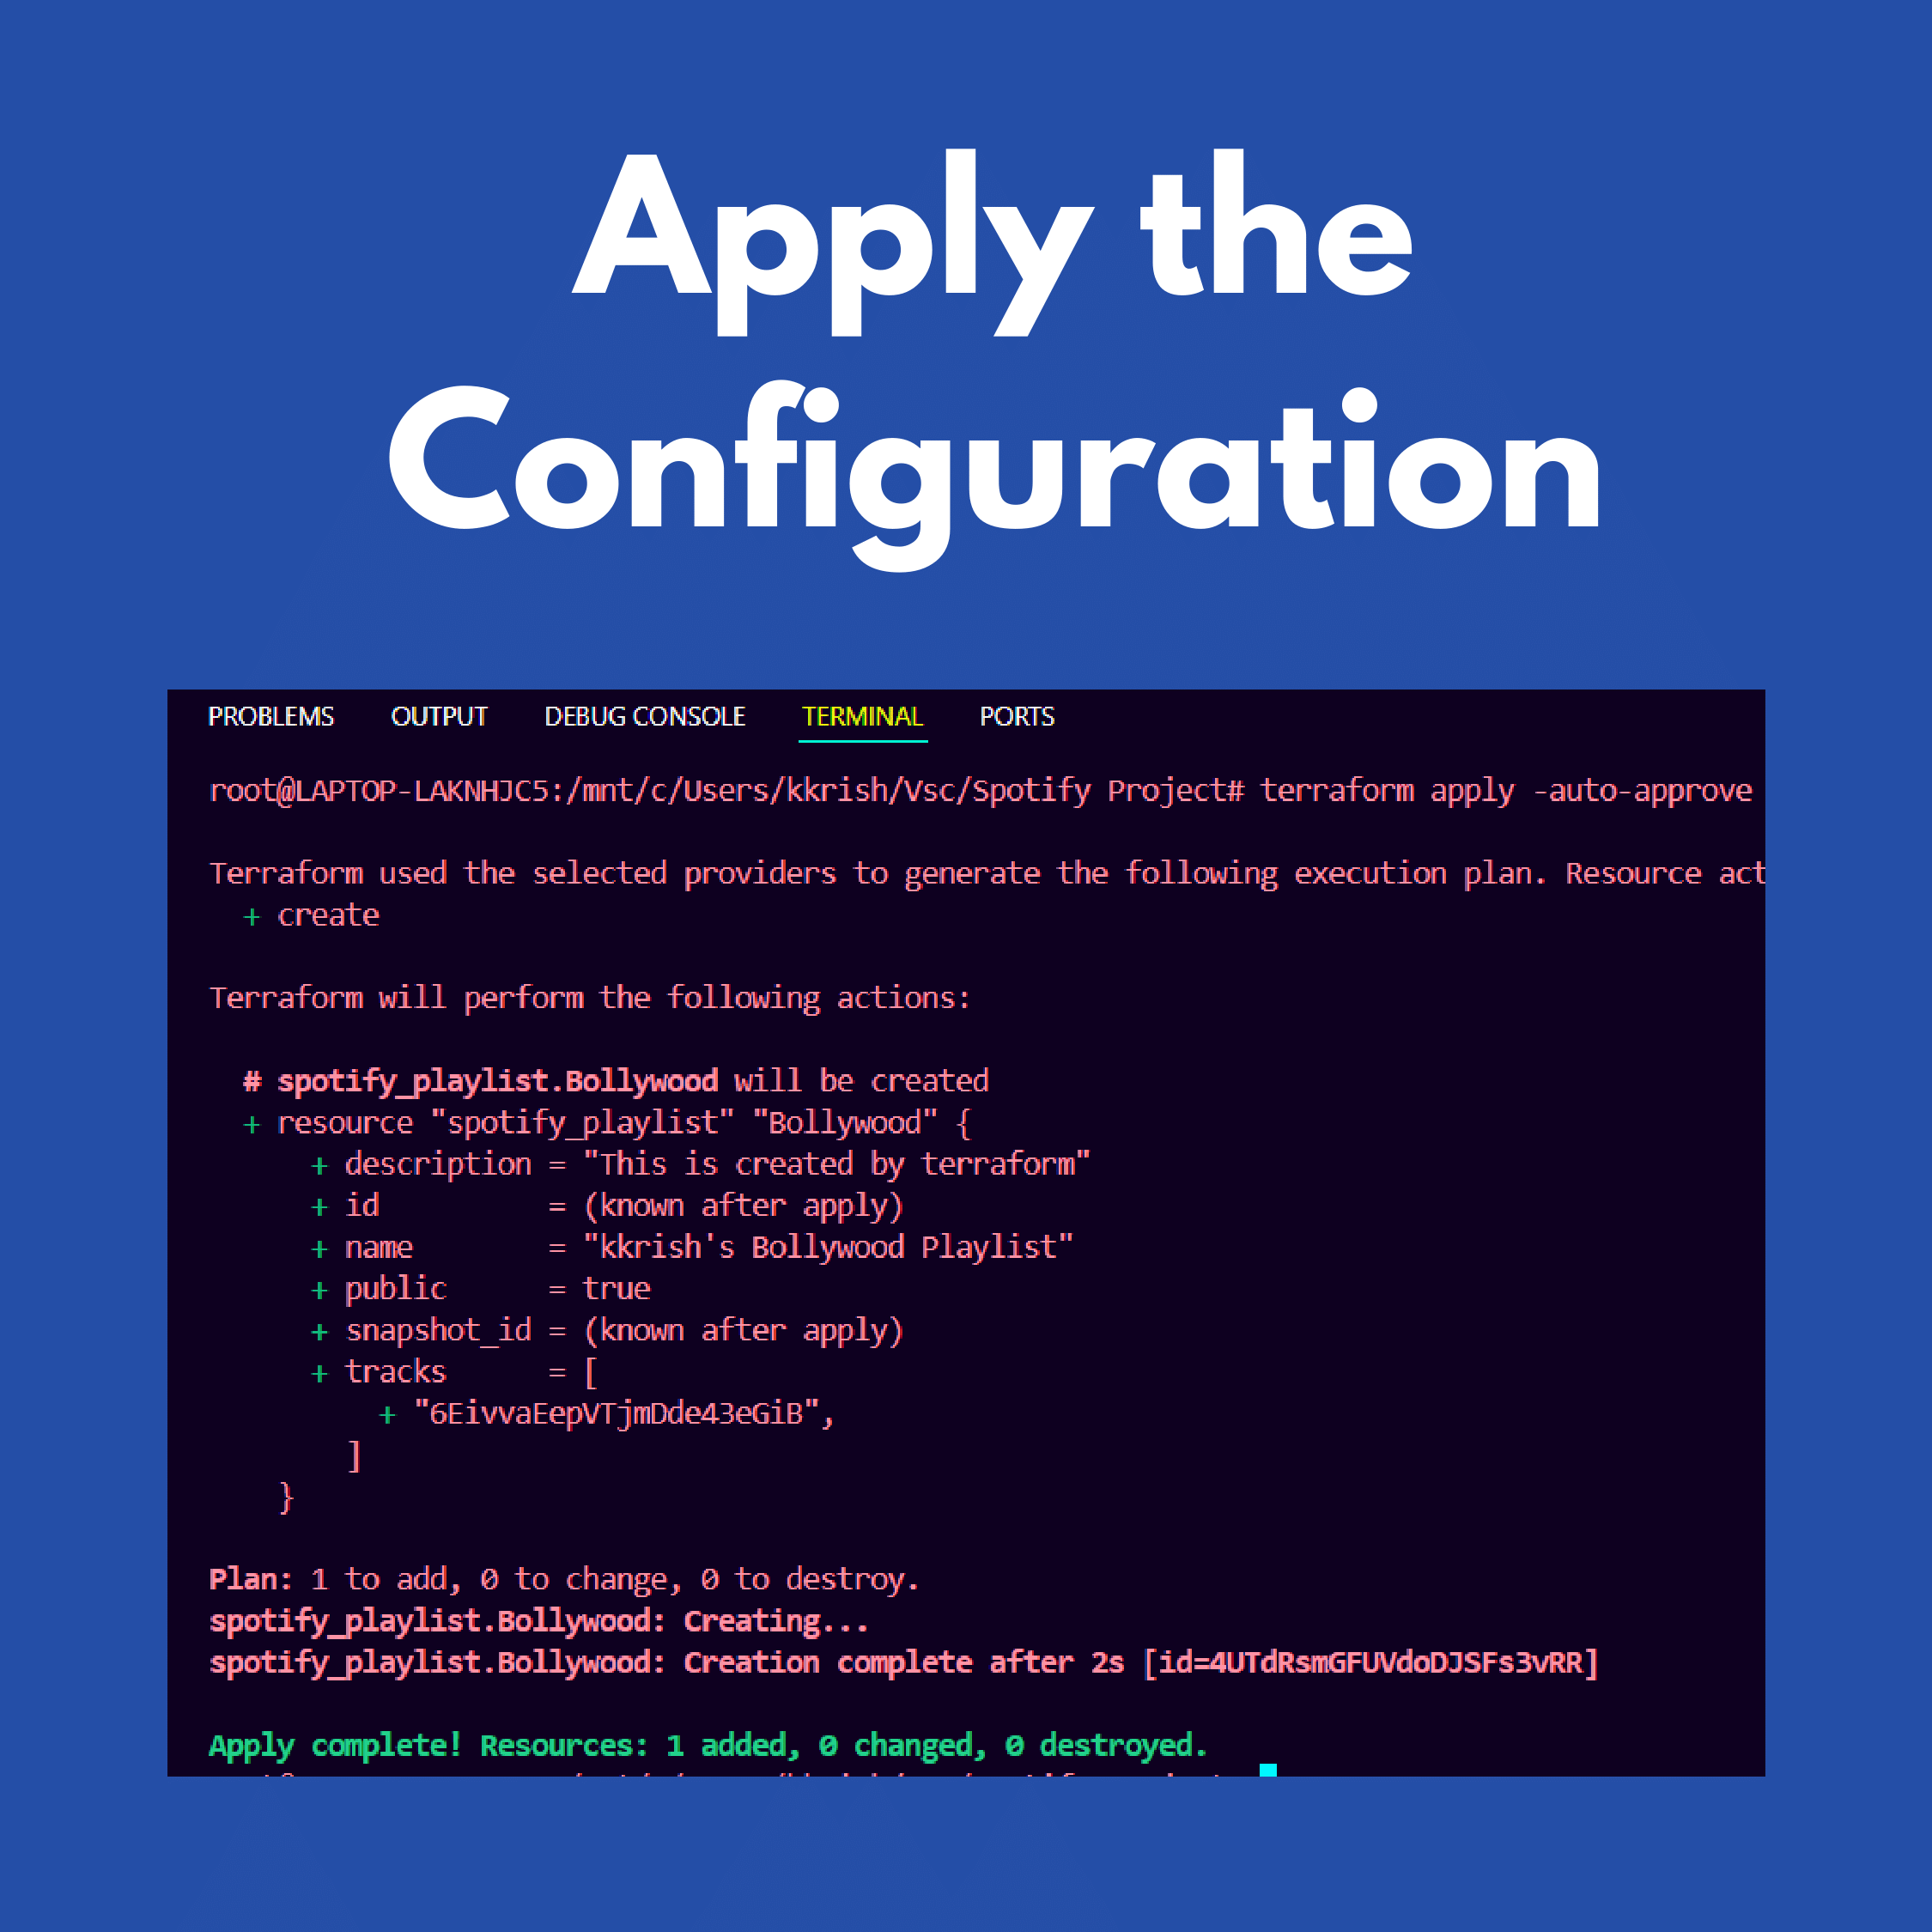 Apply the
Configuration
PROBLEMS OUTPUT DEBUG CONSOLE TERMINAL PORTS
root@LAPTOP-LAKNHJC5:/mnt/c/Users/kkrish/Vsc/Spotify Project# terraform apply -auto-approve
Terraform used the selected providers to generate the following execution plan. Resource act
+ create
Terraform will perform the following actions:
# spotify_playlist.Bollywood will be created
+ resource "spotify_playlist" "Bollywood" {
+ description = "This is created by terraform"
+ id = (known after apply)
+ name = "kkrish's Bollywood Playlist"
+ public = true
+ snapshot_id = (known after apply)
+ tracks = [
+ "6EivvaEepVTjmDde43eGiB",
]
}
Plan: 1 to add, 0 to change, 0 to destroy.
spotify_playlist.Bollywood: Creating...
spotify_playlist.Bollywood: Creation complete after 2s [id=4UTdRsmGFUVdoDJSFs3vRR]
Apply complete! Resources: 1 added, 0 changed, 0 destroyed.